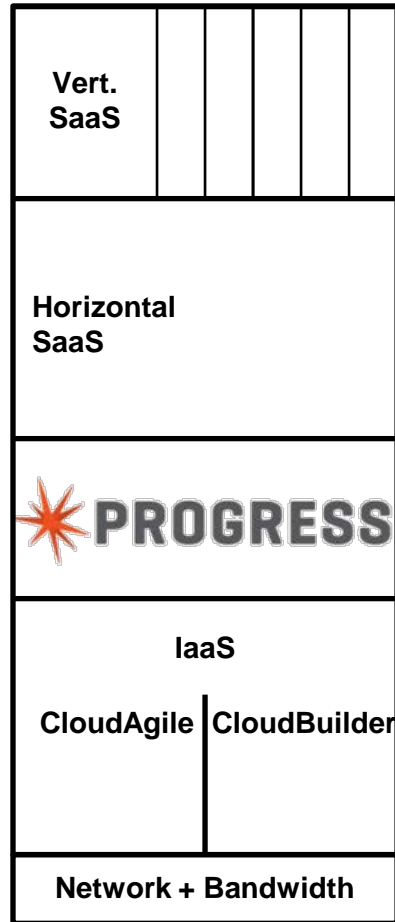 Vert.
SaaS
Horizontal
SaaS
PROGRESS
IaaS
CloudAgile CloudBuilder
Network + Bandwidth